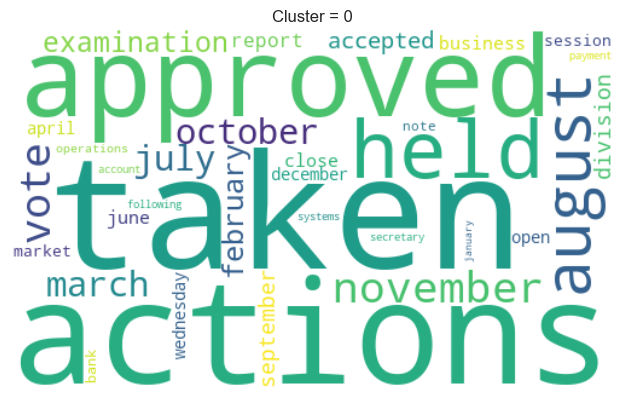 Cluster = 0
examination report accepted business session
approved payment
april october note division
operations vote july held august
account february close december
following june taken systems open
market secretary january
march wednesday september november
bank actions